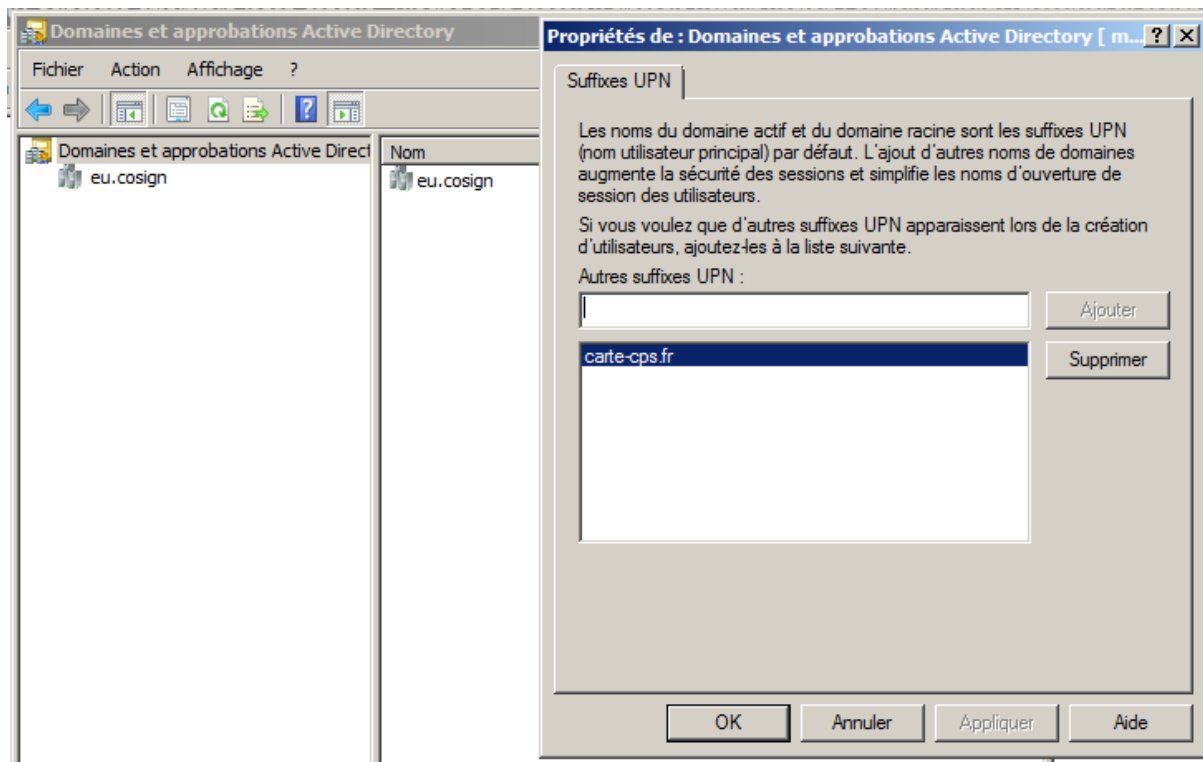 Domaines et approbations Active Directory
Fichier Action Affichage ?
Domaines et approbations Active Direct
eu.cosign
Nom
eu.cosign
Propriétés de : Domaines et approbations Active Directory [ m... ? X
Suffixes UPN
Les noms du domaine actif et du domaine racine sont les suffixes UPN
(nom utilisateur principal) par défaut. L'ajout d'autres noms de domaines
augmente la sécurité des sessions et simplifie les noms d'ouverture de
session des utilisateurs.
Si vous voulez que d'autres suffixes UPN apparaissent lors de la création
d'utilisateurs, ajoutez-les à la liste suivante.
Autres suffixes UPN :
Ajouter
carte-cps.fr
Supprimer
OK Annuler Appliquer Aide